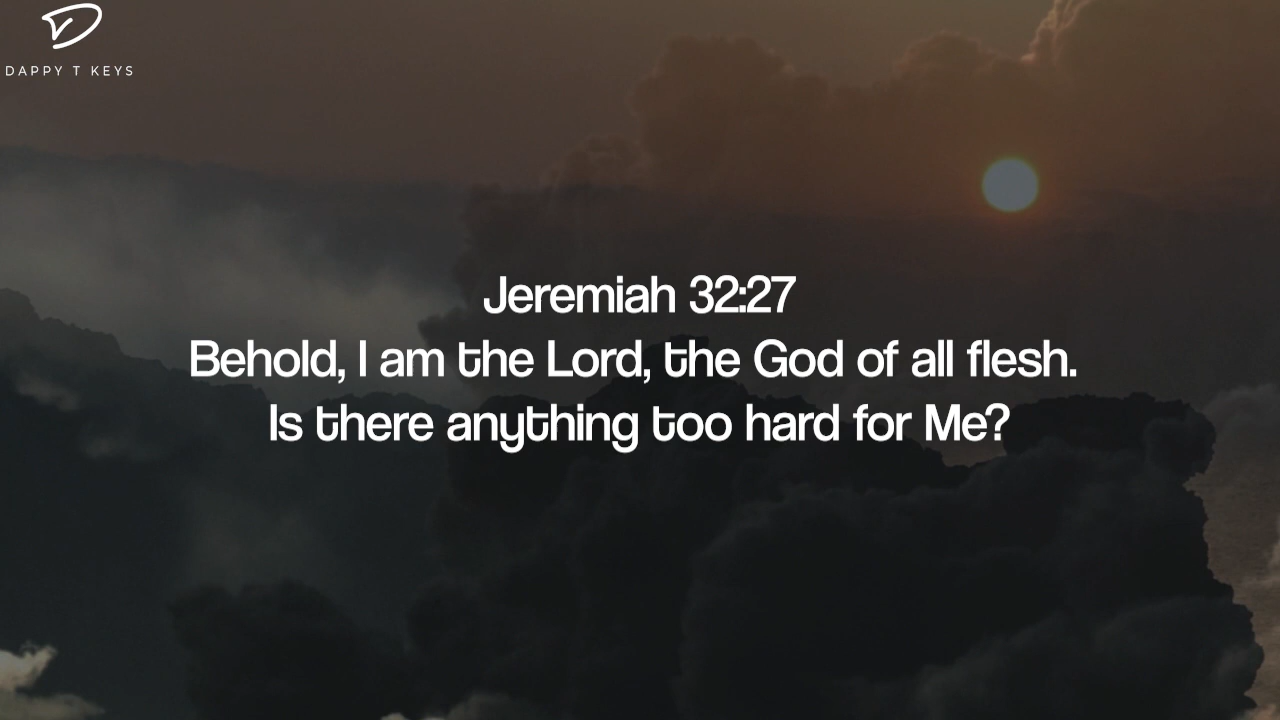 DAPPY T KEYS
Jeremiah 32:27
Behold, I am the Lord, the God of all flesh.
Is there anything too hard for Me?